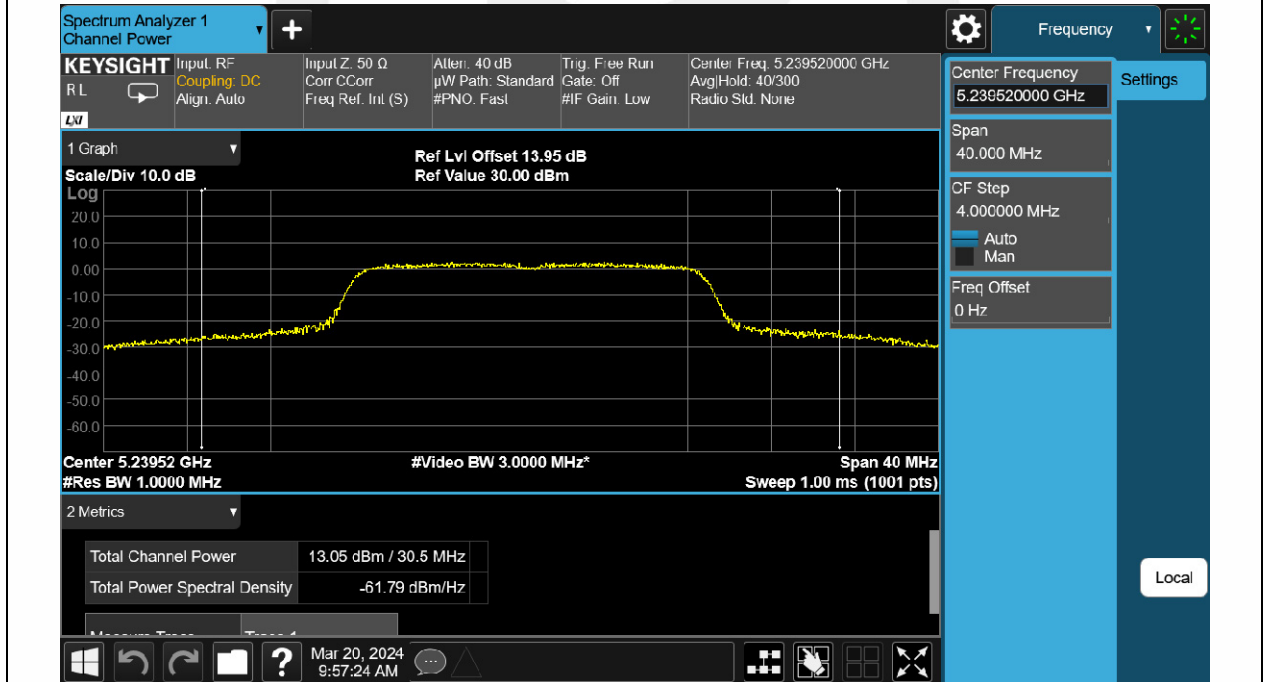 Spectrum Analyzer 1
Channel Power
+
Frequency
KEYSIGHT
RL
LXI
Input: RF
Coupling: DC
Align: Auto
Input Z: 50 Ω
Corr CCorr
Freq Ref: Int (S)
Atten: 40 dB
µW Path: Standard
#PNO: Fast
Trig: Free Run
Gate: Off
#IF Gain: Low
Center Freq: 5.239520000 GHz
Avg|Hold: 40/300
Radio Std: None
Center Frequency
5.239520000 GHz
Settings
Span
40.000 MHz
CF Step
4.000000 MHz
Auto
Man
Freq Offset
0 Hz
Local
1 Graph
Scale/Div 10.0 dB
Ref Lvl Offset 13.95 dB
Ref Value 30.00 dBm
Log
20.0
10.0
0.00
-10.0
-20.0
-30.0
-40.0
-50.0
-60.0
Center 5.23952 GHz
#Video BW 3.0000 MHz*
Span 40 MHz
#Res BW 1.0000 MHz
Sweep 1.00 ms (1001 pts)
2 Metrics
Total Channel Power 13.05 dBm / 30.5 MHz
Total Power Spectral Density -61.79 dBm/Hz
?
Mar 20, 2024
9:57:24 AM